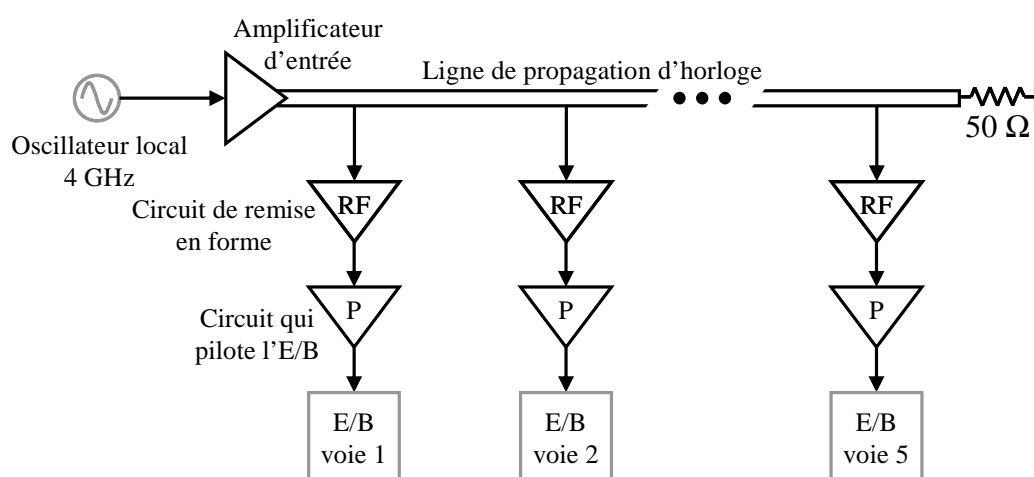 Amplificateur
d’entrée
Ligne de propagation d’horloge
50 Ω
Oscillateur local
4 GHz
Circuit de remise
en forme
RF
RF
RF
Circuit qui
pilote l’E/B
P
P
P
E/B
voie 1
E/B
voie 2
E/B
voie 5